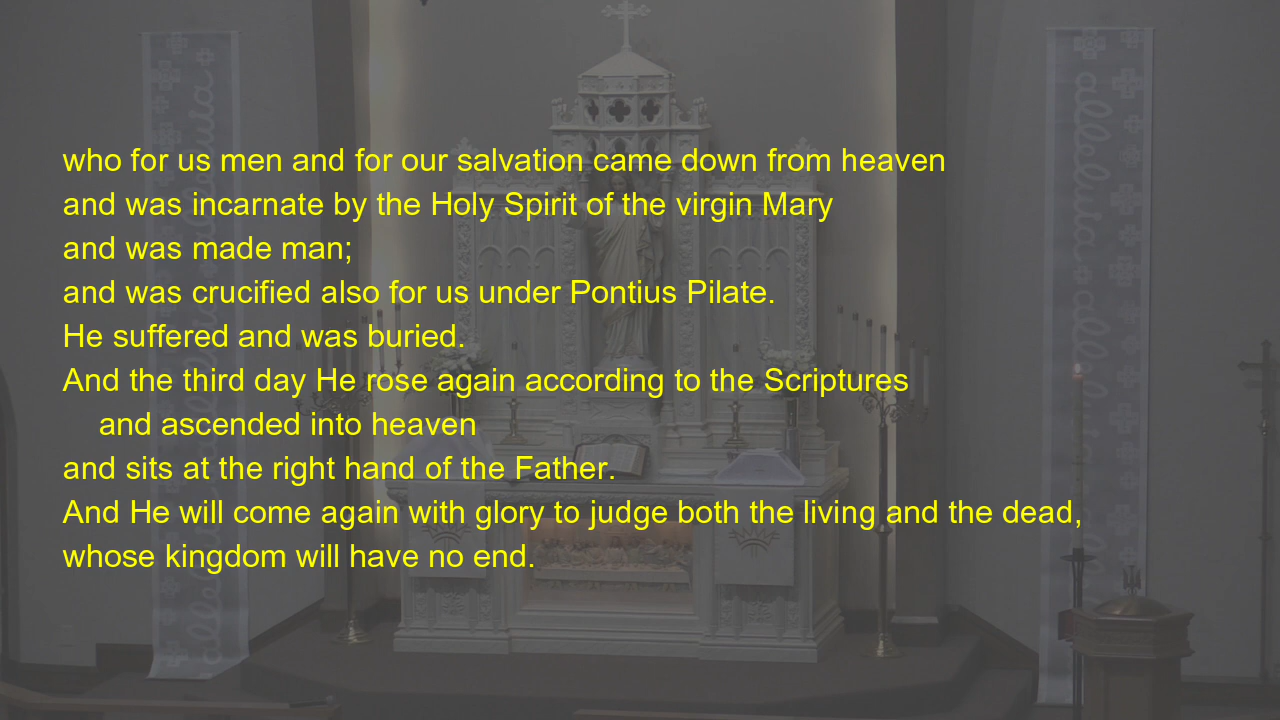 who for us men and for our salvation came down from heaven
and was incarnate by the Holy Spirit of the virgin Mary
and was made man;
and was crucified also for us under Pontius Pilate.
He suffered and was buried.
And the third day He rose again according to the Scriptures
and ascended into heaven
and sits at the right hand of the Father.
And He will come again with glory to judge both the living and the dead,
whose kingdom will have no end.
alleluia
alleluia